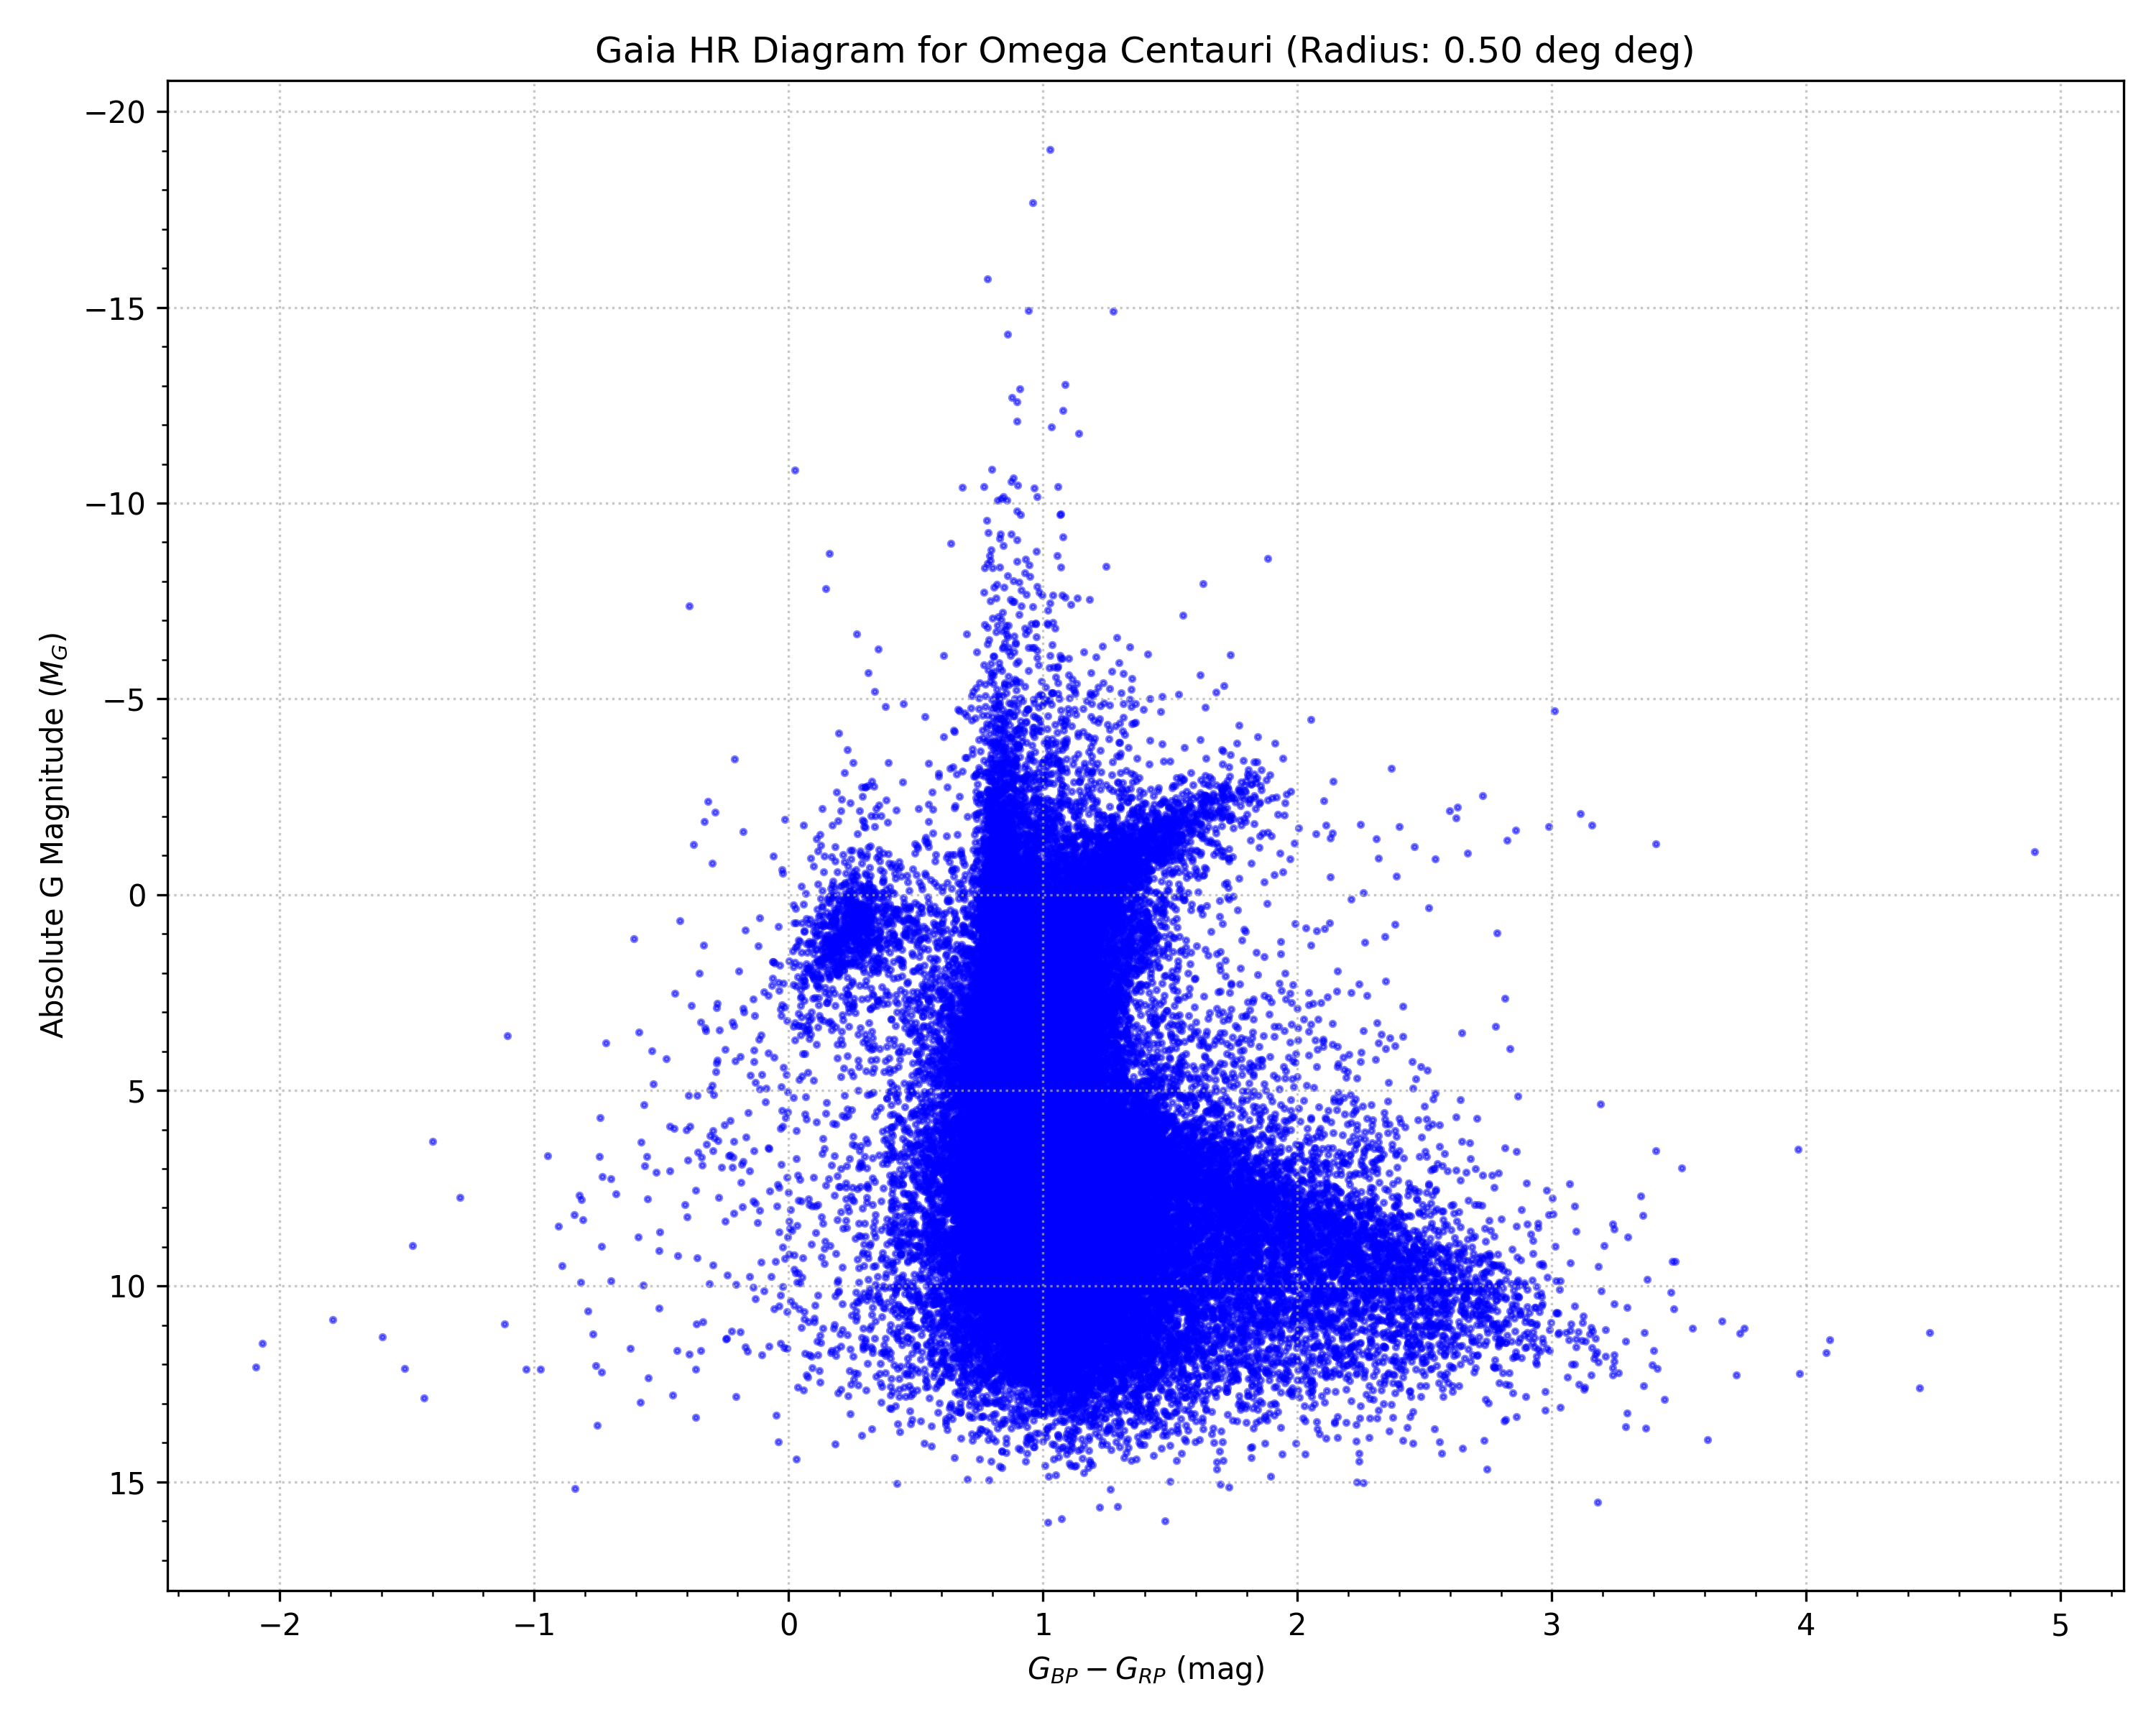 Gaia HR Diagram for Omega Centauri (Radius: 0.50 deg deg)
Absolute G Magnitude (M_G)
−20
−15
−10
−5
0
5
10
15
−2 −1 0 1 2 3 4 5
G_BP − G_RP (mag)